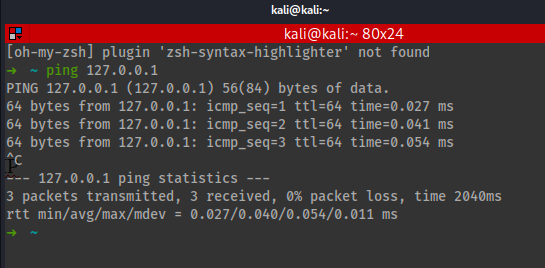 kali@kali:~
kali@kali:~ 80x24
[oh-my-zsh] plugin 'zsh-syntax-highlighter' not found
➜ ~ ping 127.0.0.1
PING 127.0.0.1 (127.0.0.1) 56(84) bytes of data.
64 bytes from 127.0.0.1: icmp_seq=1 ttl=64 time=0.027 ms
64 bytes from 127.0.0.1: icmp_seq=2 ttl=64 time=0.041 ms
64 bytes from 127.0.0.1: icmp_seq=3 ttl=64 time=0.054 ms
^C
--- 127.0.0.1 ping statistics ---
3 packets transmitted, 3 received, 0% packet loss, time 2040ms
rtt min/avg/max/mdev = 0.027/0.040/0.054/0.011 ms
➜ ~